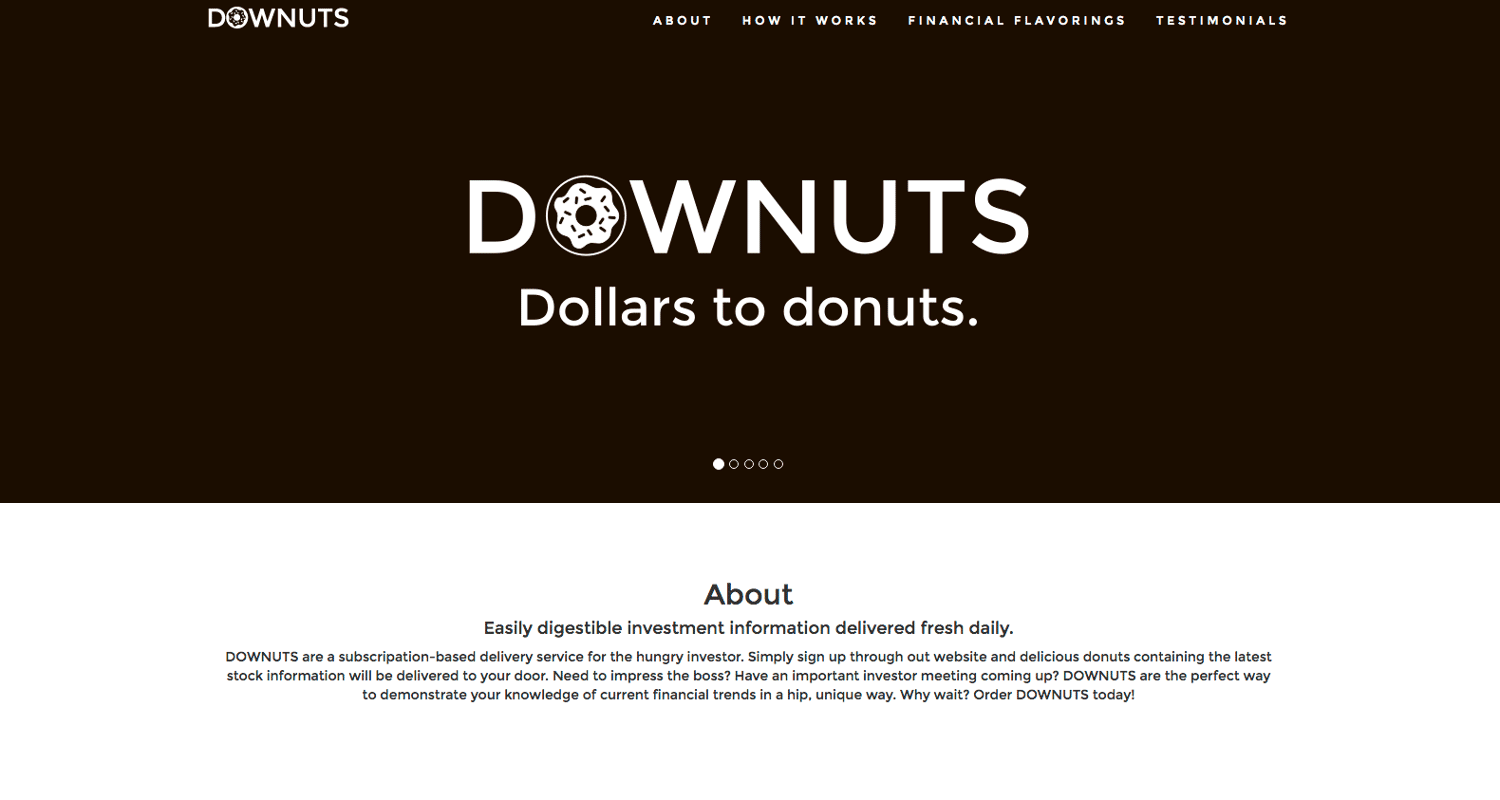 DOWNUTS
ABOUT HOW IT WORKS FINANCIAL FLAVORINGS TESTIMONIALS
DOWNUTS
Dollars to donuts.
About
Easily digestible investment information delivered fresh daily.
DOWNUTS are a subscripation-based delivery service for the hungry investor. Simply sign up through out website and delicious donuts containing the latest
stock information will be delivered to your door. Need to impress the boss? Have an important investor meeting coming up? DOWNUTS are the perfect way
to demonstrate your knowledge of current financial trends in a hip, unique way. Why wait? Order DOWNUTS today!